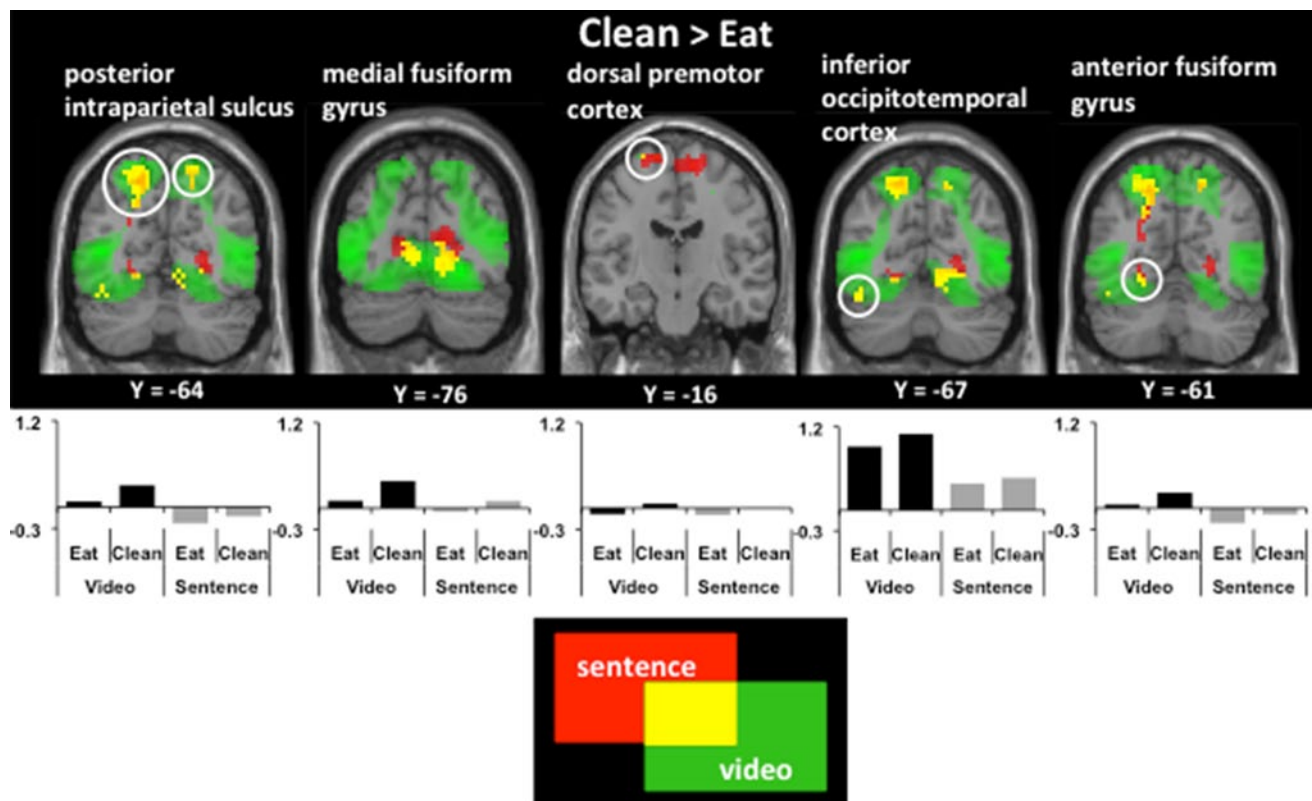 Clean > Eat
posterior
intraparietal sulcus
medial fusiform
gyrus
dorsal premotor
cortex
inferior
occipitotemporal
cortex
anterior fusiform
gyrus
Y = -64
Y = -76
Y = -16
Y = -67
Y = -61
1.2
-0.3
Eat Clean Eat Clean
Video Sentence
1.2
-0.3
Eat Clean Eat Clean
Video Sentence
1.2
-0.3
Eat Clean Eat Clean
Video Sentence
1.2
-0.3
Eat Clean Eat Clean
Video Sentence
1.2
-0.3
Eat Clean Eat Clean
Video Sentence
sentence
video